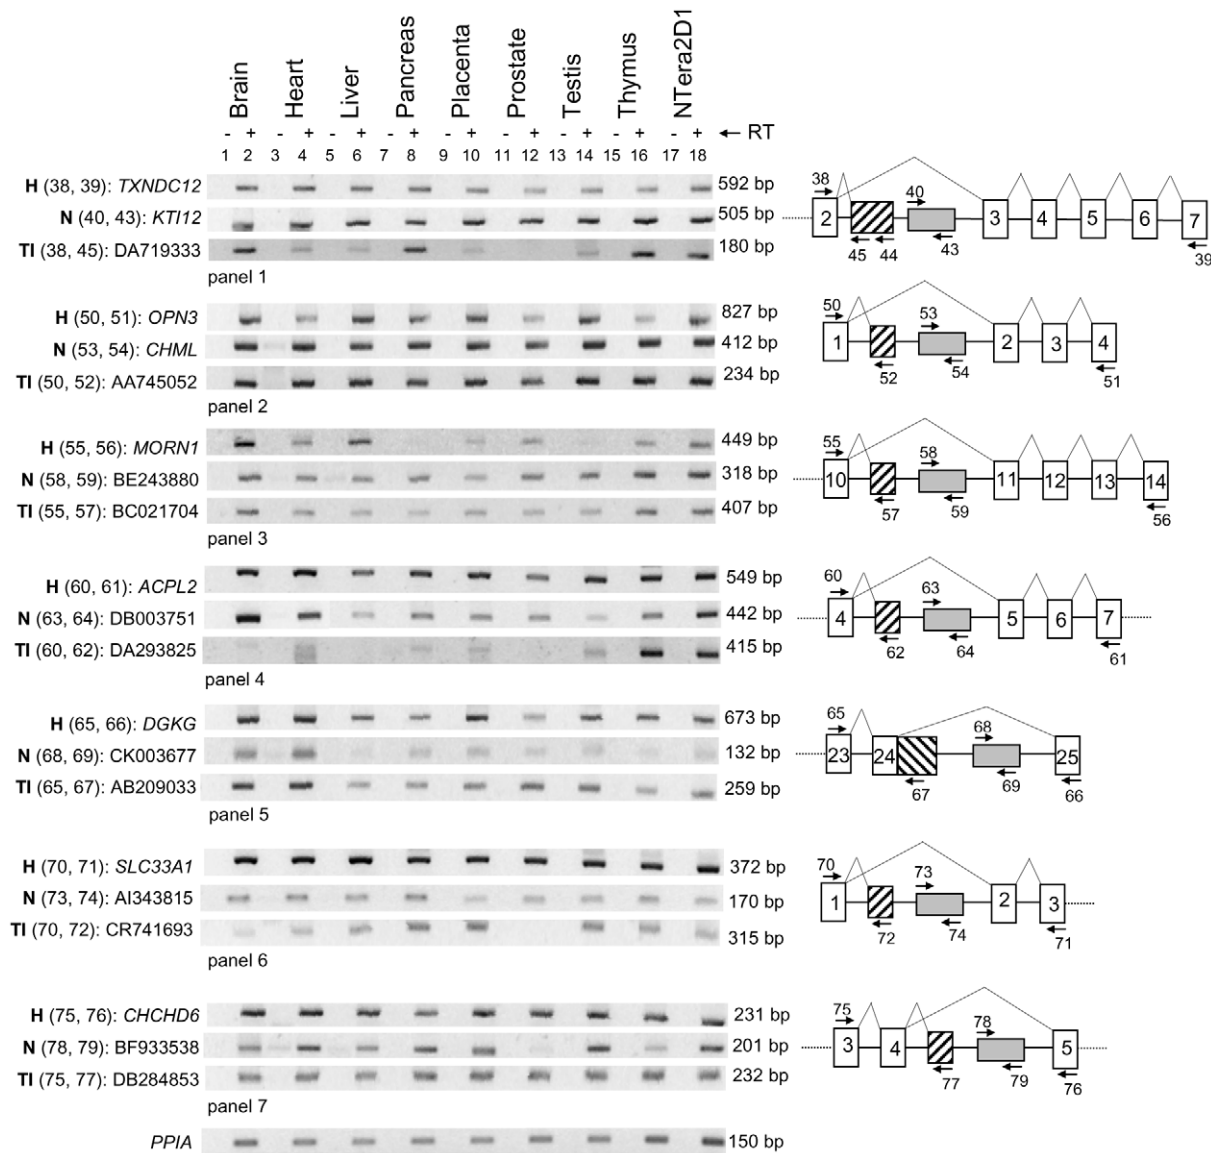 Brain Heart Liver Pancreas Placenta Prostate Testis Thymus NTera2D1
- + - + - + - + - + - + - + - + - + ← RT
1 2 3 4 5 6 7 8 9 10 11 12 13 14 15 16 17 18
H (38, 39): TXNDC12 592 bp
N (40, 43): KTI12 505 bp
TI (38, 45): DA719333 180 bp
panel 1
38 40
2 3 4 5 6 7
45 44 43 39
H (50, 51): OPN3 827 bp
N (53, 54): CHML 412 bp
TI (50, 52): AA745052 234 bp
panel 2
50 53
1 2 3 4
52 54 51
H (55, 56): MORN1 449 bp
N (58, 59): BE243880 318 bp
TI (55, 57): BC021704 407 bp
panel 3
55 58
10 11 12 13 14
57 59 56
H (60, 61): ACPL2 549 bp
N (63, 64): DB003751 442 bp
TI (60, 62): DA293825 415 bp
panel 4
60 63
4 5 6 7
62 64 61
H (65, 66): DGKG 673 bp
N (68, 69): CK003677 132 bp
TI (65, 67): AB209033 259 bp
panel 5
65 68
23 24 25
67 69 66
H (70, 71): SLC33A1 372 bp
N (73, 74): AI343815 170 bp
TI (70, 72): CR741693 315 bp
panel 6
70 73
1 2 3
72 74 71
H (75, 76): CHCHD6 231 bp
N (78, 79): BF933538 201 bp
TI (75, 77): DB284853 232 bp
panel 7
75 78
3 4 5
77 79 76
PPIA 150 bp